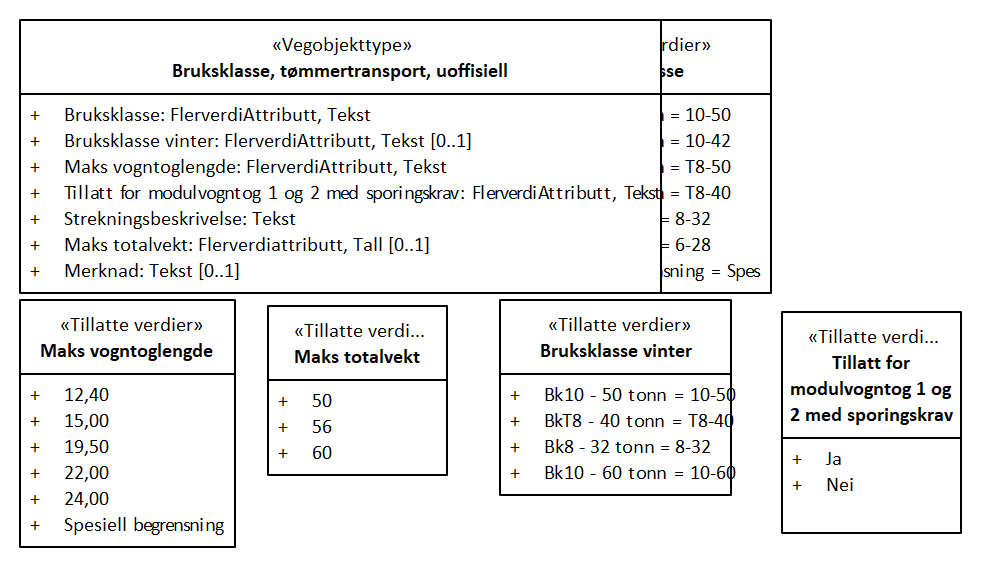 «Vegobjekttype»
Bruksklasse, tømmertransport, uoffisiell
+ Bruksklasse: FlerverdiAttributt, Tekst
+ Bruksklasse vinter: FlerverdiAttributt, Tekst [0..1]
+ Maks vogntoglengde: FlerverdiAttributt, Tekst
+ Tillatt for modulvogntog 1 og 2 med sporingskrav: FlerverdiAttributt, Tekst
+ Strekningsbeskrivelse: Tekst
+ Maks totalvekt: Flerverdiattributt, Tall [0..1]
+ Merknad: Tekst [0..1]
rdier»
sse
= 10-50
= 10-42
= T8-50
= T8-40
= 8-32
= 6-28
sning = Spes
«Tillatte verdier»
Maks vogntoglengde
+ 12,40
+ 15,00
+ 19,50
+ 22,00
+ 24,00
+ Spesiell begrensning
«Tillatte verdi...
Maks totalvekt
+ 50
+ 56
+ 60
«Tillatte verdier»
Bruksklasse vinter
+ Bk10 - 50 tonn = 10-50
+ BkT8 - 40 tonn = T8-40
+ Bk8 - 32 tonn = 8-32
+ Bk10 - 60 tonn = 10-60
«Tillatte verdi...
Tillatt for
modulvogntog 1 og
2 med sporingskrav
+ Ja
+ Nei